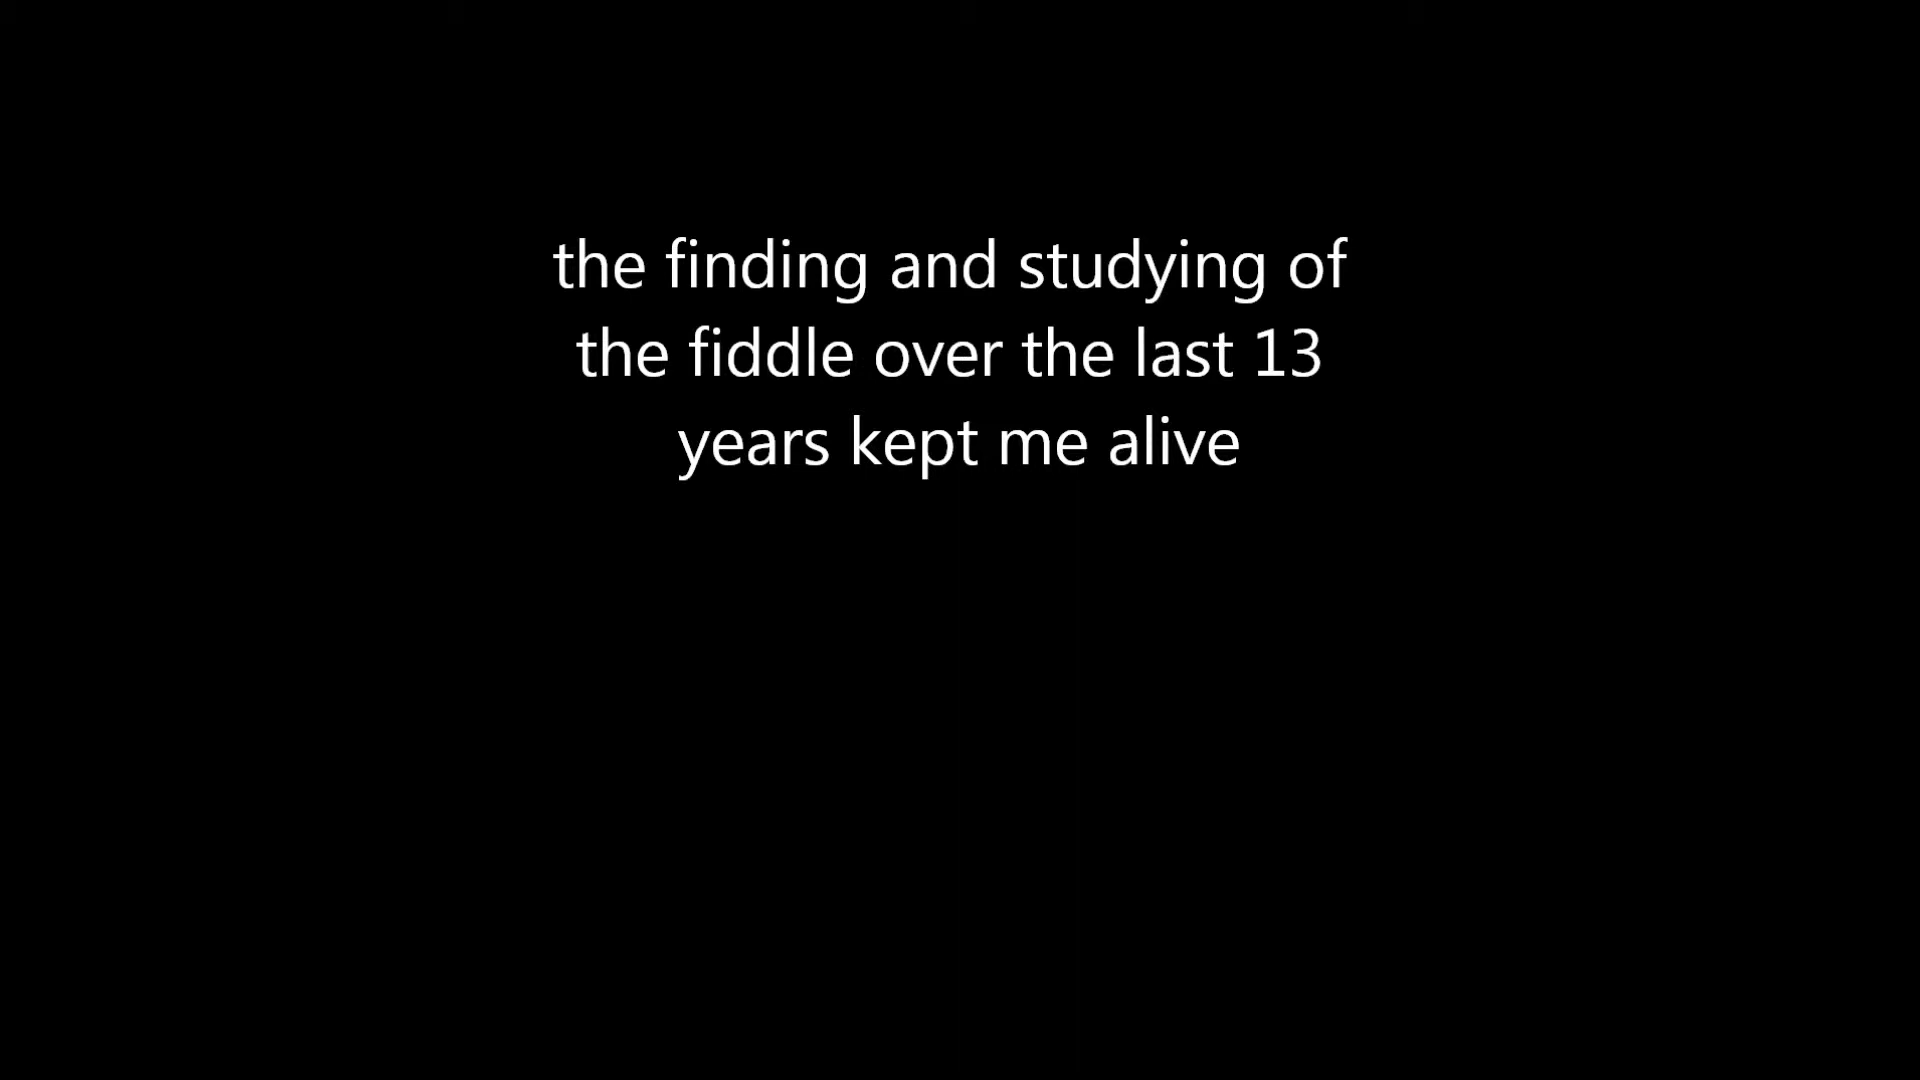 the finding and studying of
the fiddle over the last 13
years kept me alive